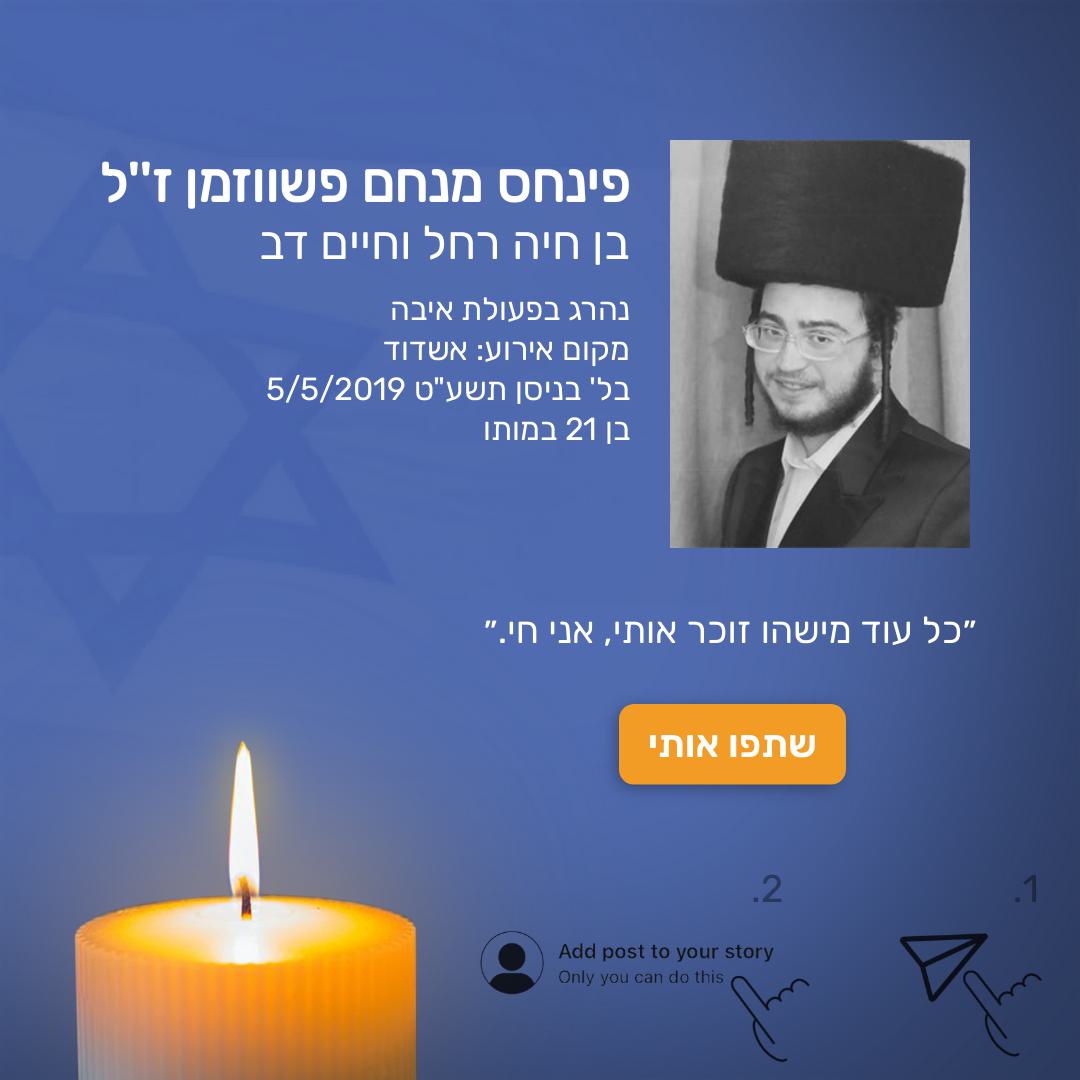 פינחס מנחם פשווזמן ז"ל
בן חיה רחל וחיים דב
נהרג בפעולת איבה
מקום אירוע: אשדוד
בל' בניסן תשע"ט 5/5/2019
בן 21 במותו
״כל עוד מישהו זוכר אותי, אני חי.״
שתפו אותי
1.
2.
Add post to your story
Only you can do this